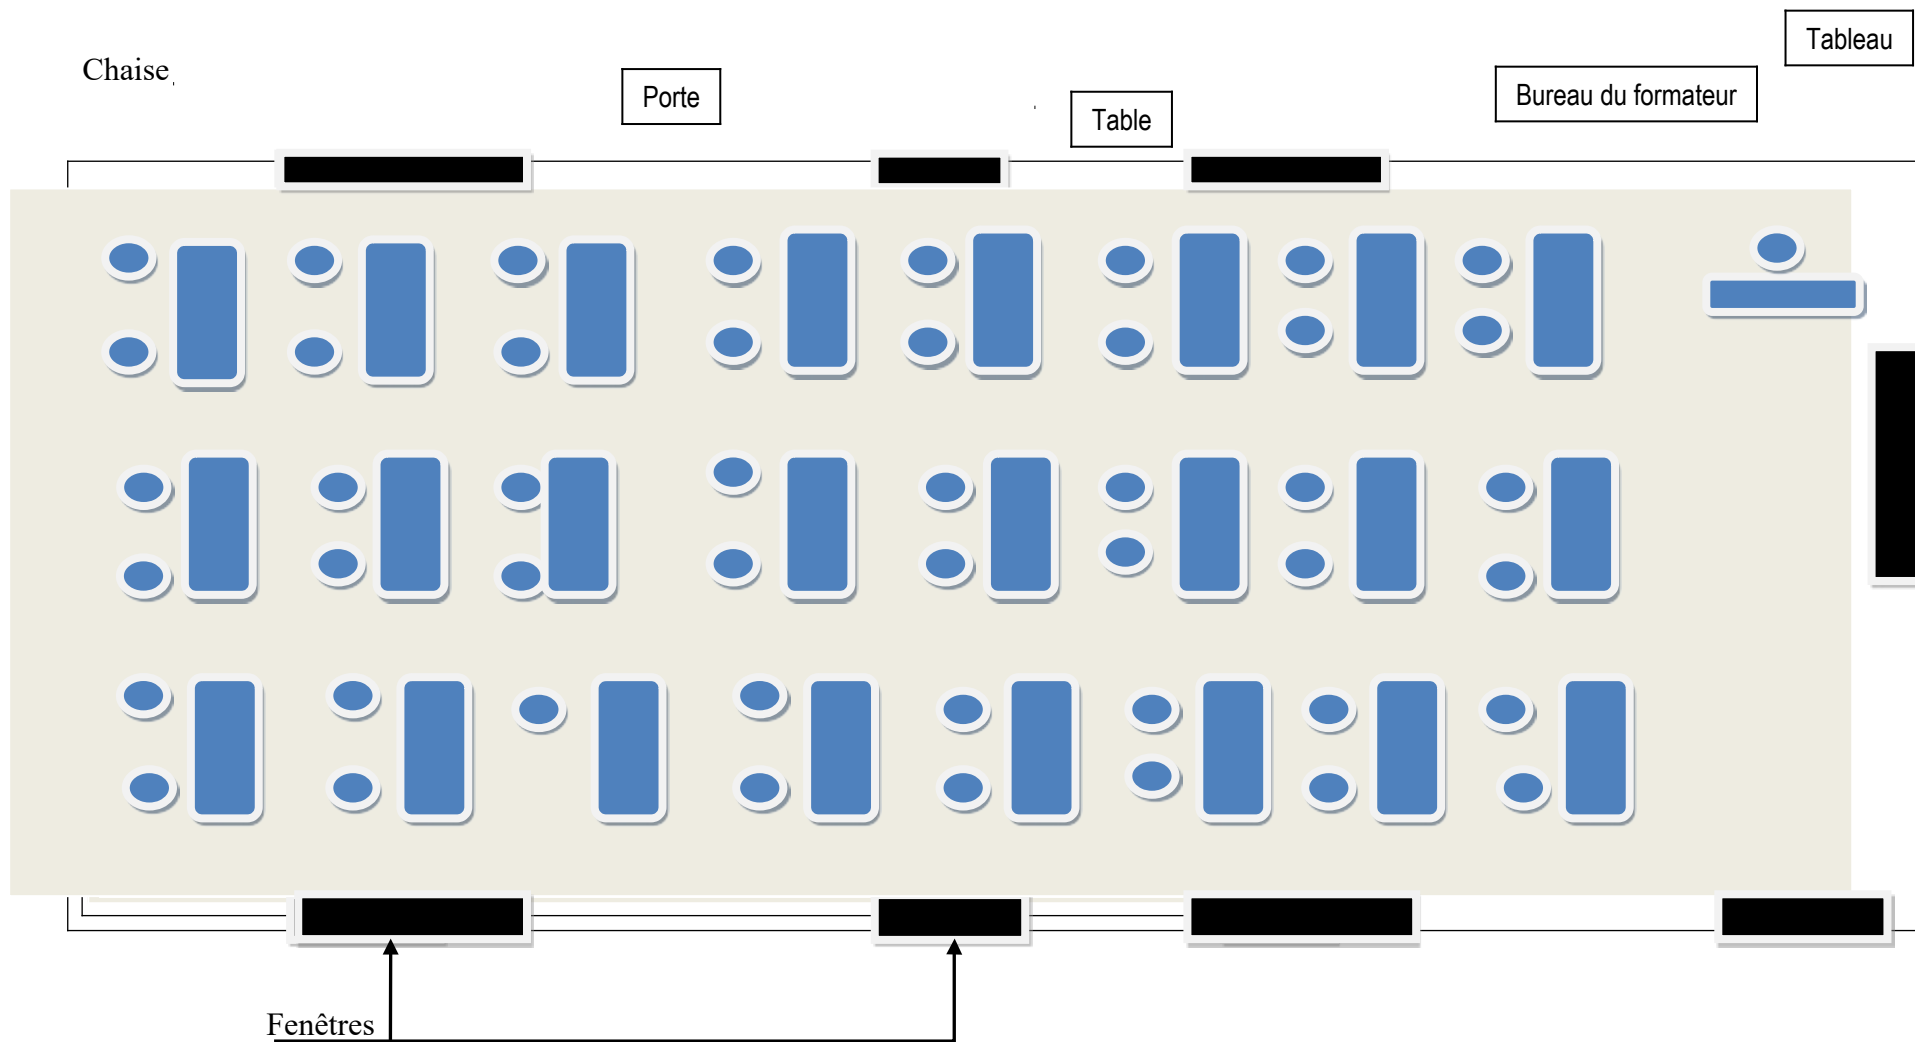 Tableau
Chaise
Porte
Bureau du formateur
Table
Fenêtres